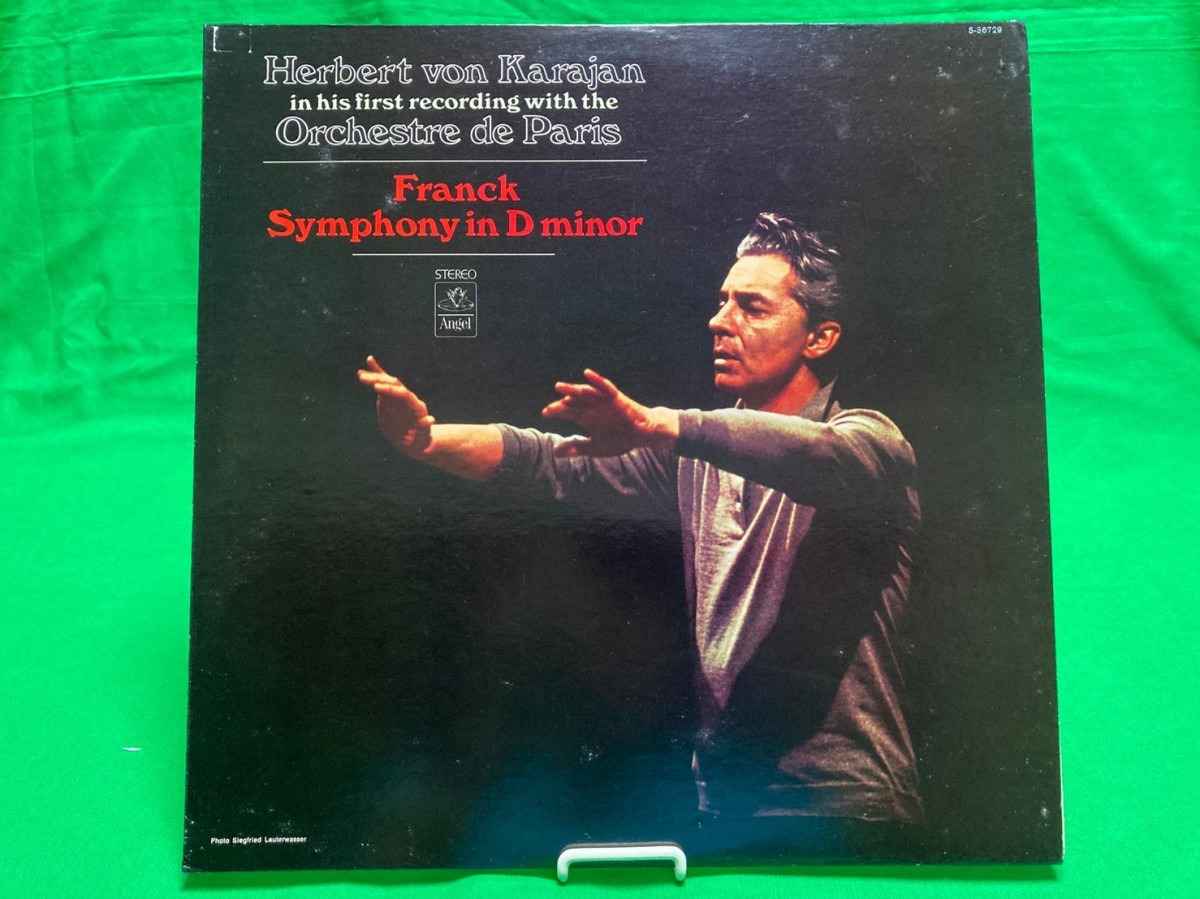 S-36729
Herbert von Karajan
in his first recording with the
Orchestre de Paris
Franck
Symphony in D minor
STEREO
Angel
Photo Siegfried Lauterwasser